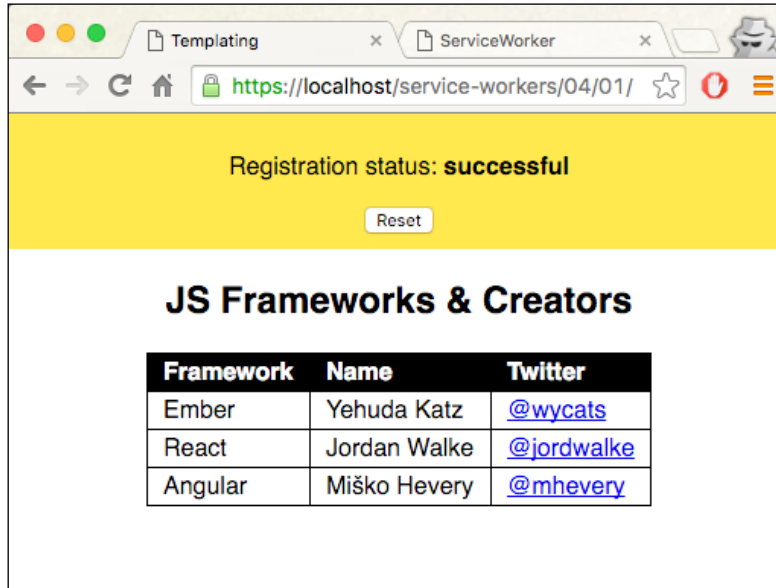 Templating
ServiceWorker
https://localhost/service-workers/04/01/
Registration status: successful
Reset
JS Frameworks & Creators
Framework Name Twitter
Ember Yehuda Katz @wycats
React Jordan Walke @jordwalke
Angular Miško Hevery @mhevery